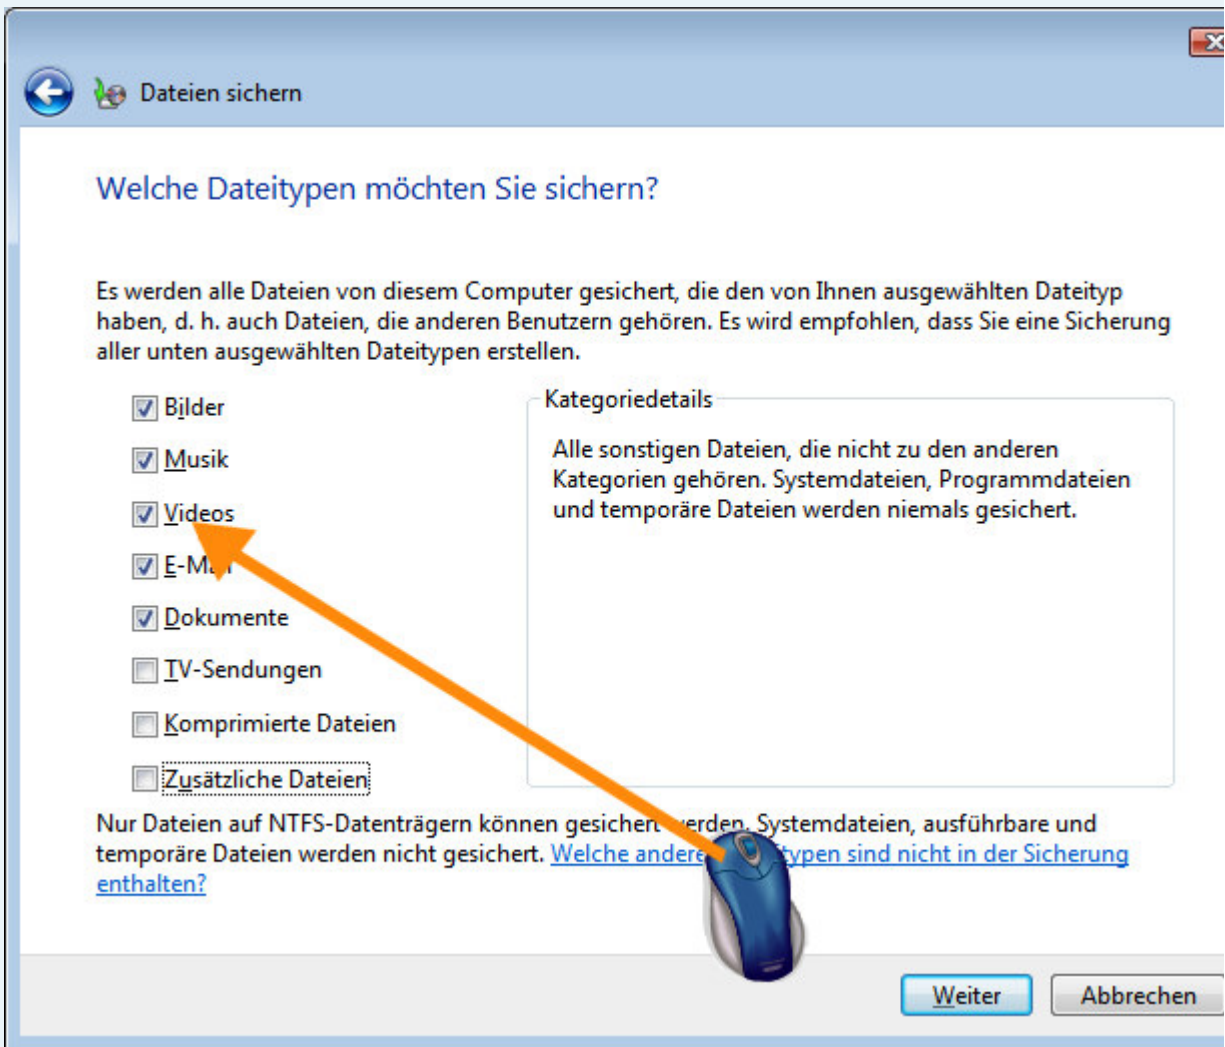 Dateien sichern
Welche Dateitypen möchten Sie sichern?
Es werden alle Dateien von diesem Computer gesichert, die den von Ihnen ausgewählten Dateityp
haben, d. h. auch Dateien, die anderen Benutzern gehören. Es wird empfohlen, dass Sie eine Sicherung
aller unten ausgewählten Dateitypen erstellen.
Bilder
Musik
Videos
E-Mail
Dokumente
TV-Sendungen
Komprimierte Dateien
Zusätzliche Dateien
Kategoriedetails
Alle sonstigen Dateien, die nicht zu den anderen
Kategorien gehören. Systemdateien, Programmdateien
und temporäre Dateien werden niemals gesichert.
Nur Dateien auf NTFS-Datenträgern können gesichert werden. Systemdateien, ausführbare und
temporäre Dateien werden nicht gesichert. Welche anderen Dateitypen sind nicht in der Sicherung
enthalten?
Weiter
Abbrechen